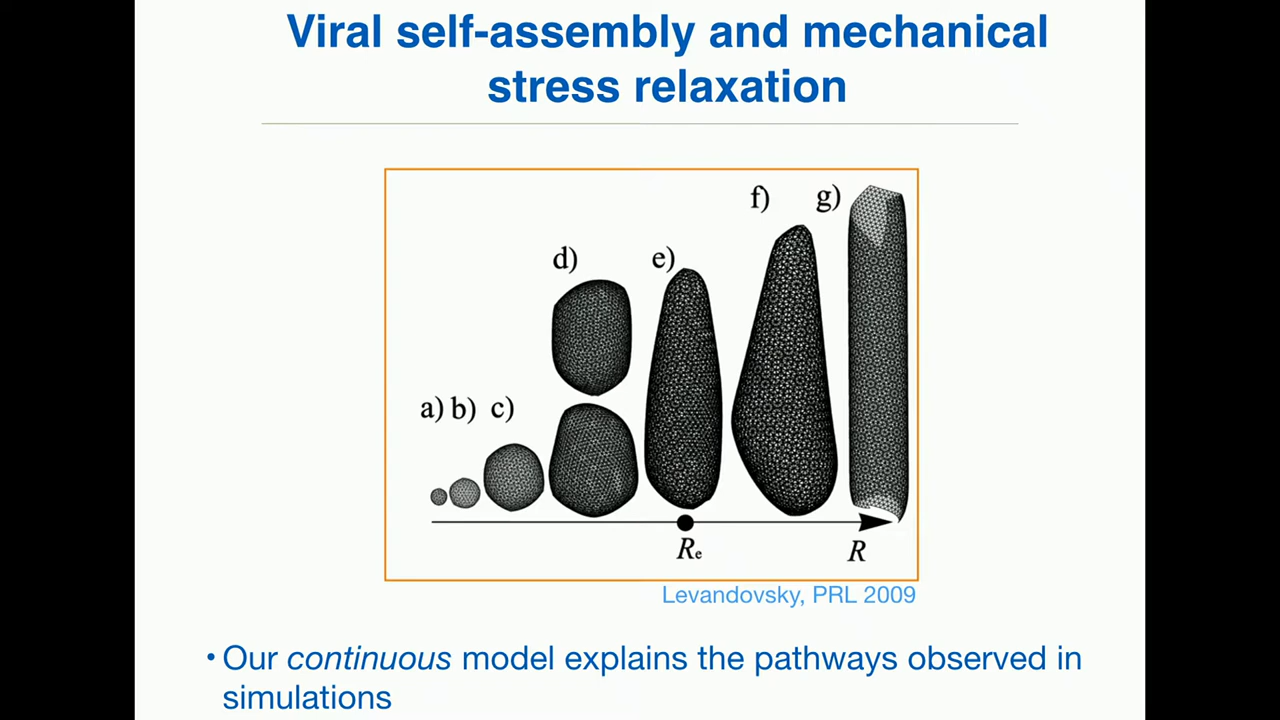 Viral self-assembly and mechanical
stress relaxation
f) g)
d) e)
a) b) c)
Re R
Levandovsky, PRL 2009
• Our continuous model explains the pathways observed in
simulations